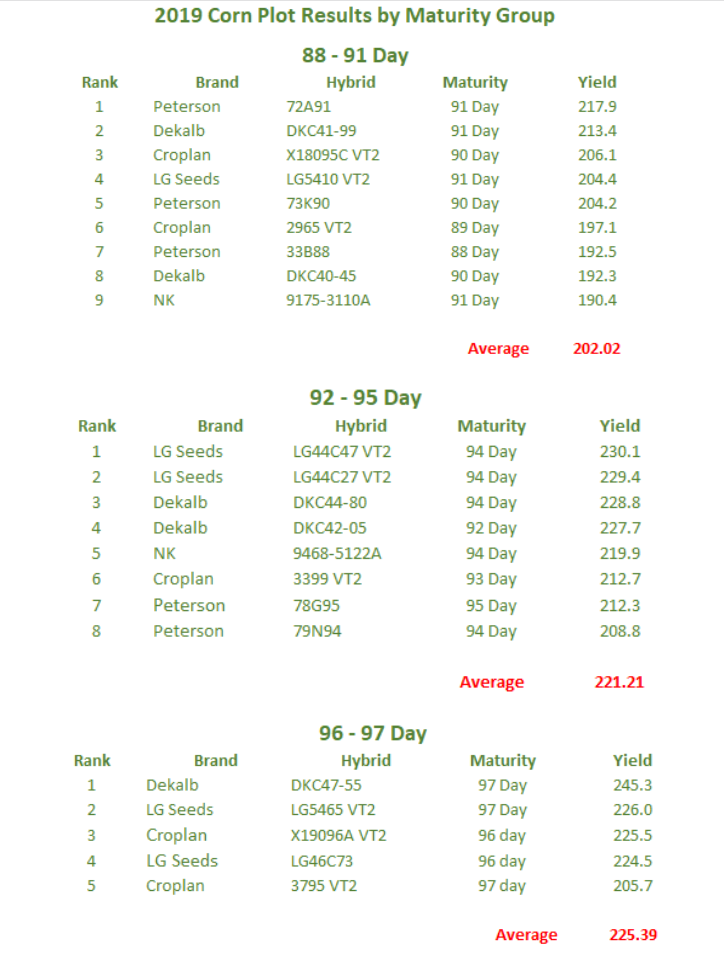 2019 Corn Plot Results by Maturity Group
88 - 91 Day
Rank Brand Hybrid Maturity Yield
1 Peterson 72A91 91 Day 217.9
2 Dekalb DKC41-99 91 Day 213.4
3 Croplan X18095C VT2 90 Day 206.1
4 LG Seeds LG5410 VT2 91 Day 204.4
5 Peterson 73K90 90 Day 204.2
6 Croplan 2965 VT2 89 Day 197.1
7 Peterson 33B88 88 Day 192.5
8 Dekalb DKC40-45 90 Day 192.3
9 NK 9175-3110A 91 Day 190.4
Average 202.02
92 - 95 Day
Rank Brand Hybrid Maturity Yield
1 LG Seeds LG44C47 VT2 94 Day 230.1
2 LG Seeds LG44C27 VT2 94 Day 229.4
3 Dekalb DKC44-80 94 Day 228.8
4 Dekalb DKC42-05 92 Day 227.7
5 NK 9468-5122A 94 Day 219.9
6 Croplan 3399 VT2 93 Day 212.7
7 Peterson 78G95 95 Day 212.3
8 Peterson 79N94 94 Day 208.8
Average 221.21
96 - 97 Day
Rank Brand Hybrid Maturity Yield
1 Dekalb DKC47-55 97 Day 245.3
2 LG Seeds LG5465 VT2 97 Day 226.0
3 Croplan X19096A VT2 96 day 225.5
4 LG Seeds LG46C73 96 day 224.5
5 Croplan 3795 VT2 97 day 205.7
Average 225.39